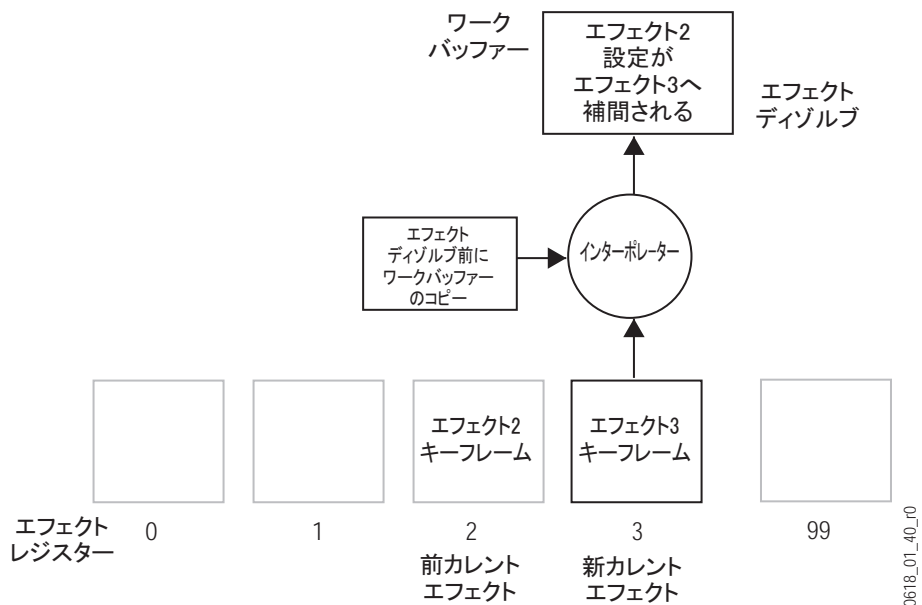 ワーク
バッファー
エフェクト2
設定が
エフェクト3へ
補間される
エフェクト
ディゾルブ
エフェクト
ディゾルブ前に
ワークバッファー
のコピー
インターポレーター
エフェクト2
キーフレーム
エフェクト3
キーフレーム
エフェクト
レジスター
0
1
2
3
99
前カレント
エフェクト
新カレント
エフェクト
0618_01_40_r0